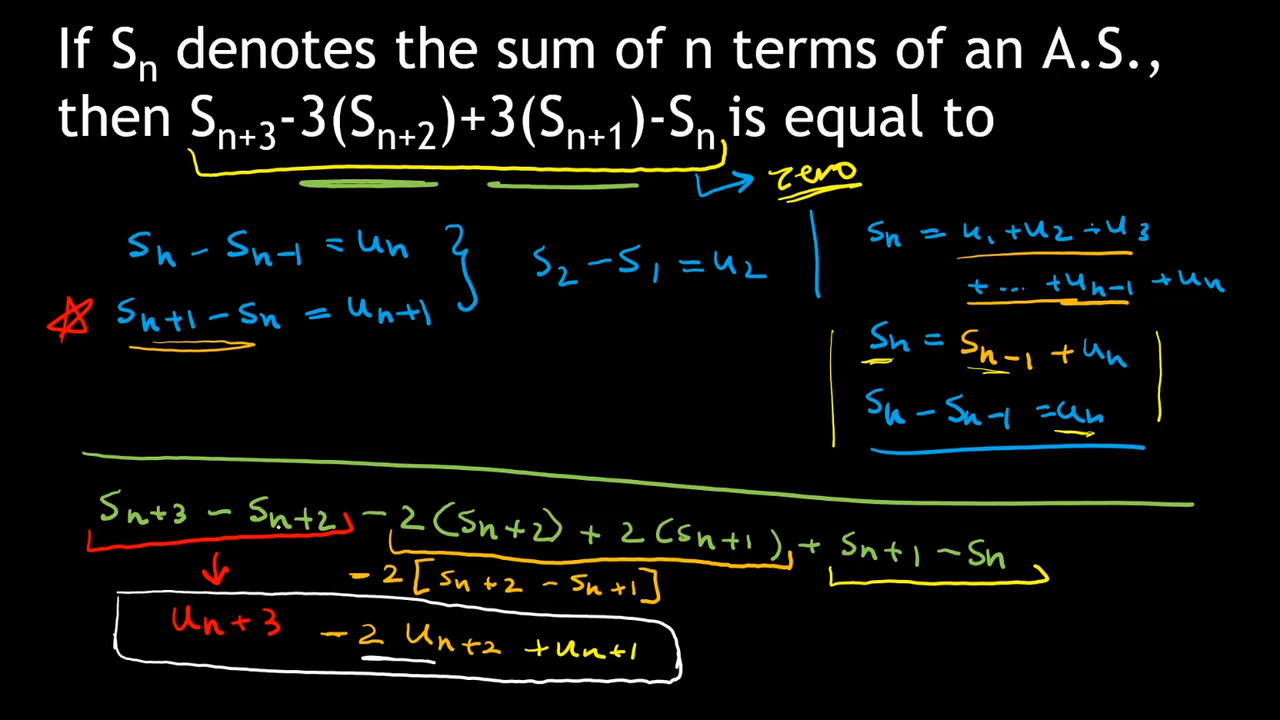 If Sn denotes the sum of n terms of an A.S.,
then Sn+3-3(Sn+2)+3(Sn+1)-Sn is equal to
zero
Sn - Sn-1 = un
Sn+1 - Sn = un+1
S2 - S1 = u2
Sn = u1 + u2 + u3
+ ... + un-1 + un
Sn = Sn-1 + un
Sn - Sn-1 = un
Sn+3 - Sn+2 - 2(Sn+2) + 2(Sn+1) + Sn+1 - Sn
-2[Sn+2 - Sn+1]
un+3 - 2un+2 + un+1